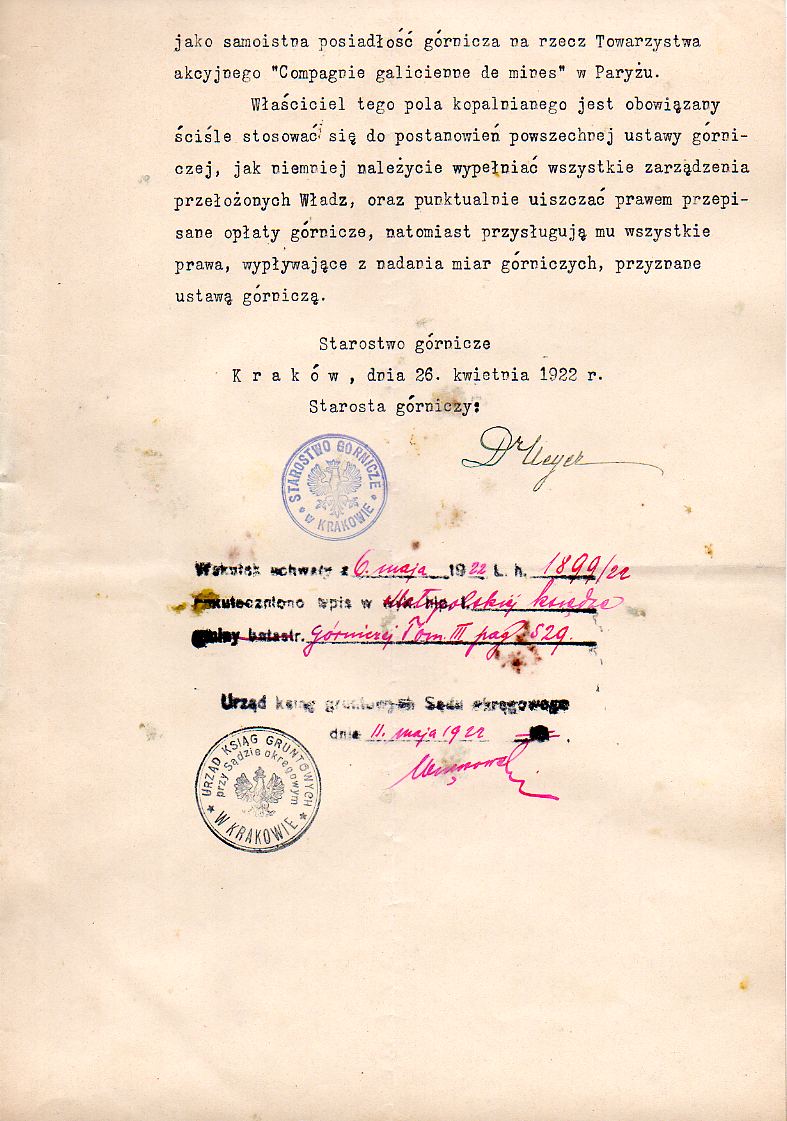 jako samoistna posiadłość górnicza na rzecz Towarzystwa
akcyjnego "Compagnie galicienne de mines" w Paryżu.
Właściciel tego pola kopalnianego jest obowiązany
ściśle stosować się do postanowień powszechnej ustawy górni-
czej, jak niemniej należycie wypełniać wszystkie zarządzenia
przełożonych Władz, oraz punktualnie uiszczać prawem przepi-
sane opłaty górnicze, natomiast przysługują mu wszystkie
prawa, wypływające z nadania miar górniczych, przyznane
ustawą górniczą.
Starostwo górnicze
Kraków, dnia 26. kwietnia 1922 r.
Starosta górniczy:
STAROSTWO GÓRNICZE
w KRAKOWIE
Dr Meyer
Wskutek uchwały z 6. maja 1922 L. h. 1899/22
uskuteczniono wpis w Małopolskiej księdze
gminy katastr. górniczej Tom III pag. 529.
Urząd ksiąg gruntowych Sądu okręgowego
dnia 11. maja 1922
URZĄD KSIĄG GRUNTOWYCH
przy Sądzie okręgowym
W KRAKOWIE